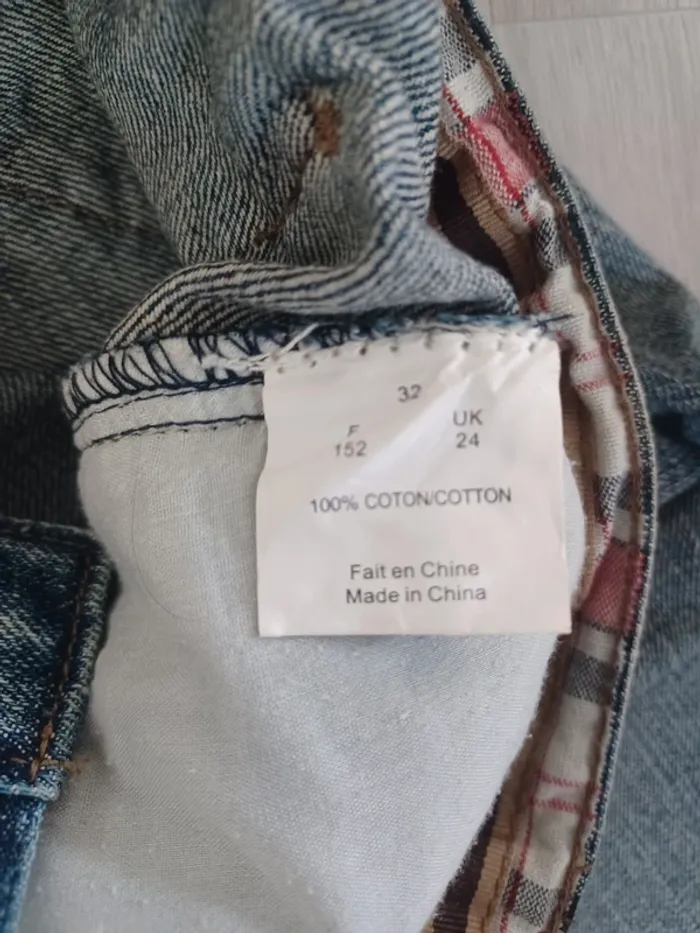 32
F UK
152 24
100% COTON/COTTON
Fait en Chine
Made in China